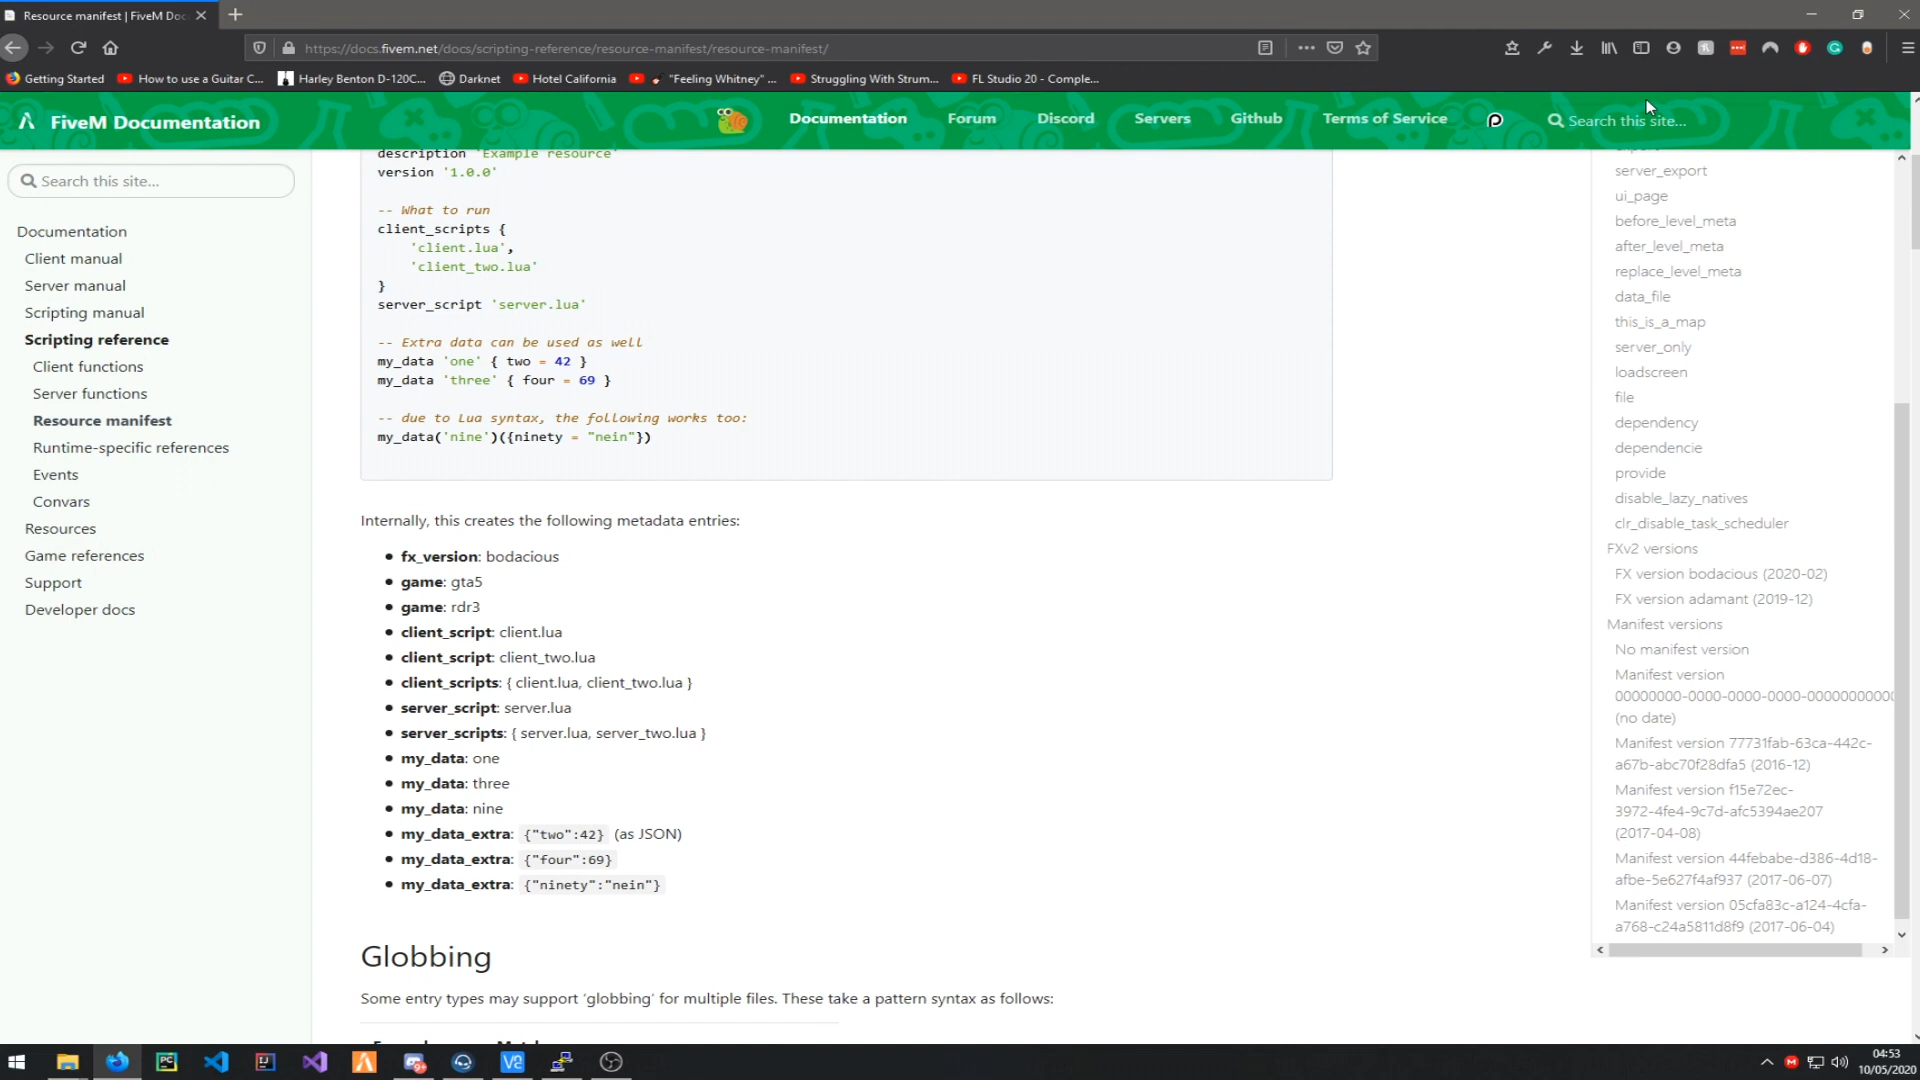 Resource manifest | FiveM Doc
https://docs.fivem.net/docs/scripting-reference/resource-manifest/resource-manifest/
Getting Started
How to use a Guitar C...
Harley Benton D-120C...
Darknet
Hotel California
"Feeling Whitney" ...
Struggling With Strum...
FL Studio 20 - Comple...
FiveM Documentation
Documentation
Forum
Discord
Servers
Github
Terms of Service
Search this site...
Search this site...
Documentation
Client manual
Server manual
Scripting manual
Scripting reference
Client functions
Server functions
Resource manifest
Runtime-specific references
Events
Convars
Resources
Game references
Support
Developer docs
description 'Example resource'
version '1.0.0'
-- What to run
client_scripts {
'client.lua',
'client_two.lua'
}
server_script 'server.lua'
-- Extra data can be used as well
my_data 'one' { two = 42 }
my_data 'three' { four = 69 }
-- due to Lua syntax, the following works too:
my_data('nine')({ninety = "nein"})
Internally, this creates the following metadata entries:
fx_version: bodacious
game: gta5
game: rdr3
client_script: client.lua
client_script: client_two.lua
client_scripts: { client.lua, client_two.lua }
server_script: server.lua
server_scripts: { server.lua, server_two.lua }
my_data: one
my_data: three
my_data: nine
my_data_extra: {"two":42} (as JSON)
my_data_extra: {"four":69}
my_data_extra: {"ninety":"nein"}
Globbing
Some entry types may support 'globbing' for multiple files. These take a pattern syntax as follows:
server_export
ui_page
before_level_meta
after_level_meta
replace_level_meta
data_file
this_is_a_map
server_only
loadscreen
file
dependency
dependencie
provide
disable_lazy_natives
clr_disable_task_scheduler
FXv2 versions
FX version bodacious (2020-02)
FX version adamant (2019-12)
Manifest versions
No manifest version
Manifest version
00000000-0000-0000-0000-00000000000
(no date)
Manifest version 77731fab-63ca-442c-
a67b-abc70f28dfa5 (2016-12)
Manifest version f15e72ec-
3972-4fe4-9c7d-afc5394ae207
(2017-04-08)
Manifest version 44febabe-d386-4d18-
afbe-5e627f4af937 (2017-06-07)
Manifest version 05cfa83c-a124-4cfa-
a768-c24a5811d8f9 (2017-06-04)
04:53
10/05/2020